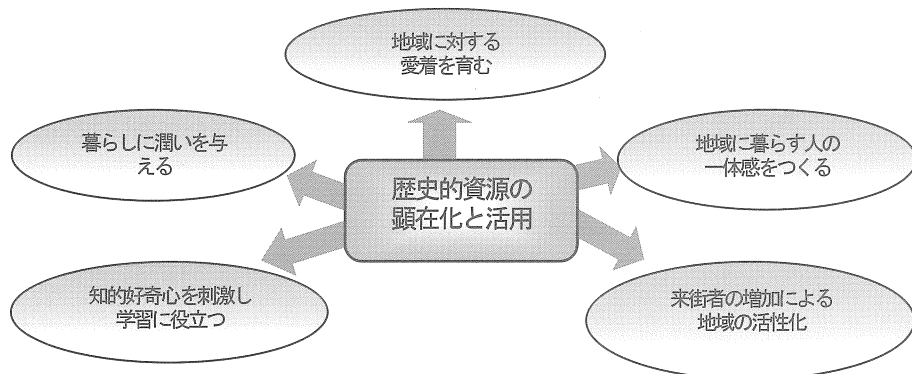 地域に対する
愛着を育む
暮らしに潤いを与
える
地域に暮らす人の
一体感をつくる
歴史的資源の
顕在化と活用
知的好奇心を刺激し
学習に役立つ
来街者の増加による
地域の活性化